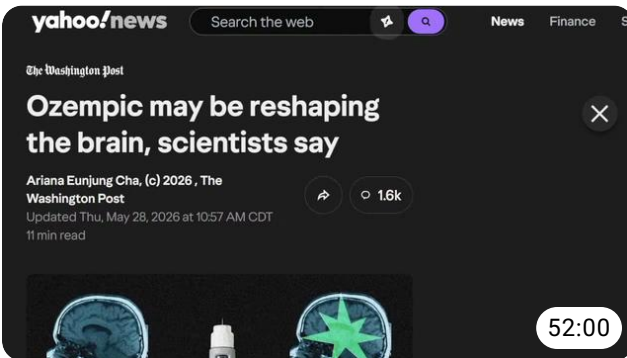 yahoo!news
Search the web
News
Finance
S
The Washington Post
Ozempic may be reshaping
the brain, scientists say
Ariana Eunjung Cha, (c) 2026 , The
Washington Post
1.6k
Updated Thu, May 28, 2026 at 10:57 AM CDT
11 min read
52:00